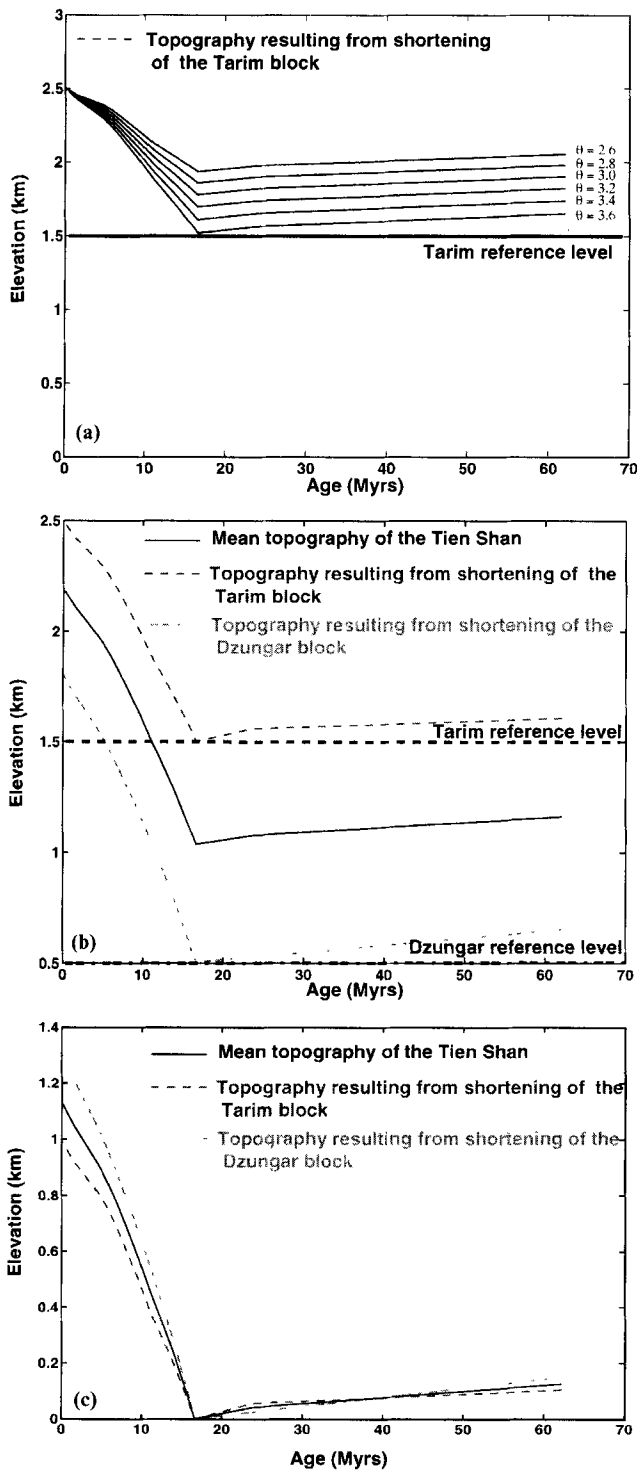 3
Topography resulting from shortening
of the Tarim block
2.5
2
1.5
1
0.5
0
Elevation (km)
θ = 2.6
θ = 2.8
θ = 3.0
θ = 3.2
θ = 3.4
θ = 3.6
Tarim reference level
(a)
0 10 20 30 40 50 60 70
Age (Myrs)
2.5
2
1.5
1
0.5
Elevation (km)
Mean topography of the Tien Shan
Topography resulting from shortening of the
Tarim block
Topography resulting from shortening of the
Dzungar block
Tarim reference level
Dzungar reference level
(b)
0 10 20 30 40 50 60 70
Age (Myrs)
1.4
1.2
1
0.8
0.6
0.4
0.2
0
Elevation (km)
Mean topography of the Tien Shan
Topography resulting from shortening of the
Tarim block
Topography resulting from shortening of the
Dzungar block
(c)
0 10 20 30 40 50 60 70
Age (Myrs)